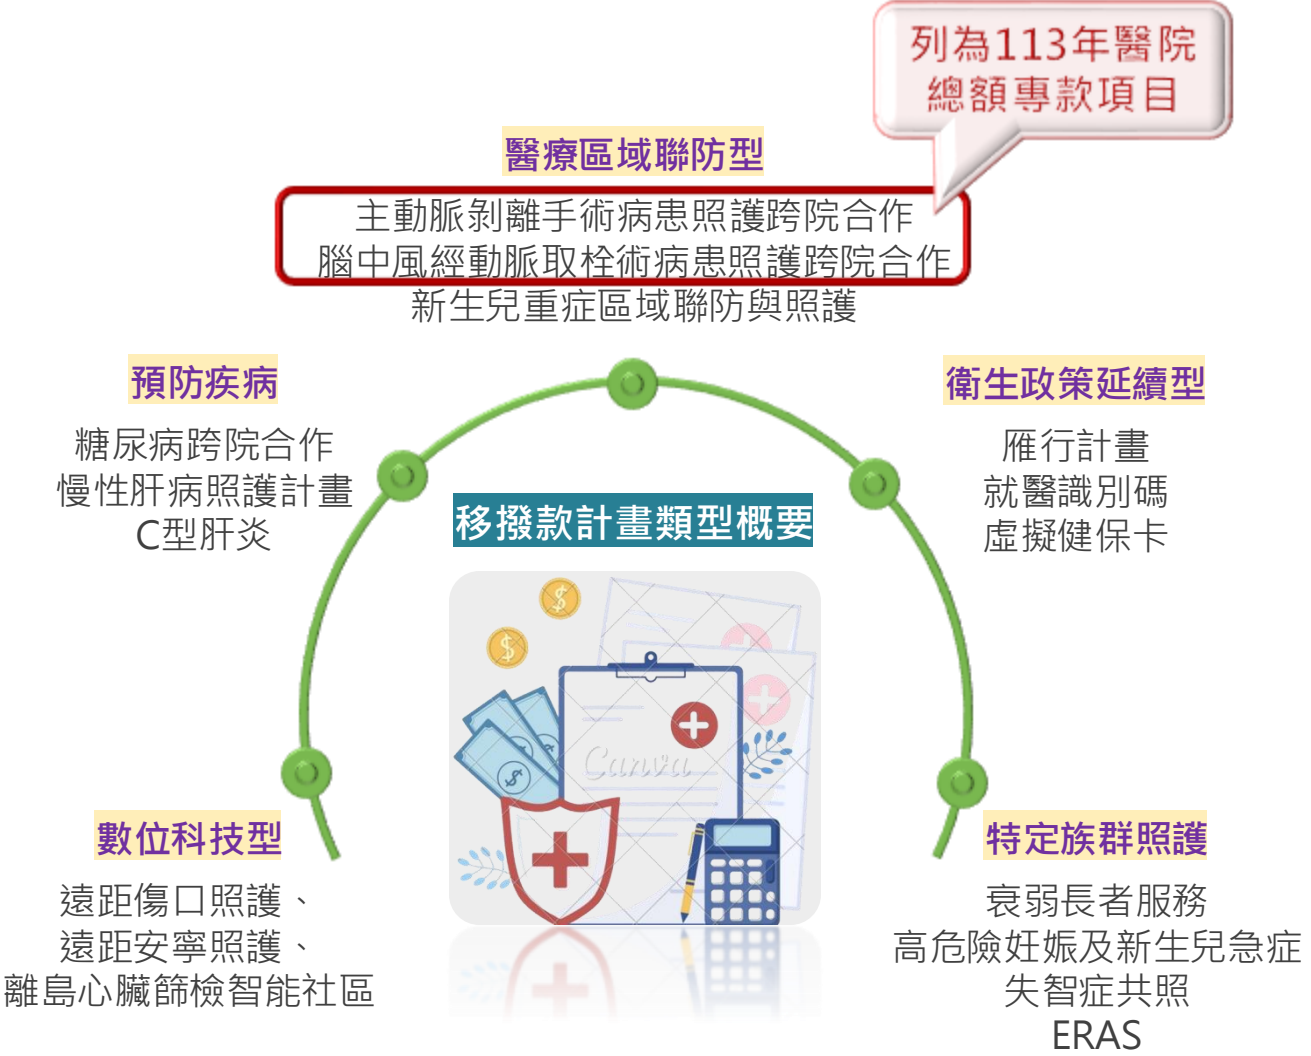 列為113年醫院
總額專款項目
醫療區域聯防型
主動脈剝離手術病患照護跨院合作
腦中風經動脈取栓術病患照護跨院合作
新生兒重症區域聯防與照護
預防疾病
糖尿病跨院合作
慢性肝病照護計畫
C型肝炎
衛生政策延續型
雁行計畫
就醫識別碼
虛擬健保卡
移撥款計畫類型概要
Canva
數位科技型
遠距傷口照護、
遠距安寧照護、
離島心臟篩檢智能社區
特定族群照護
衰弱長者服務
高危險妊娠及新生兒急症
失智症共照
ERAS